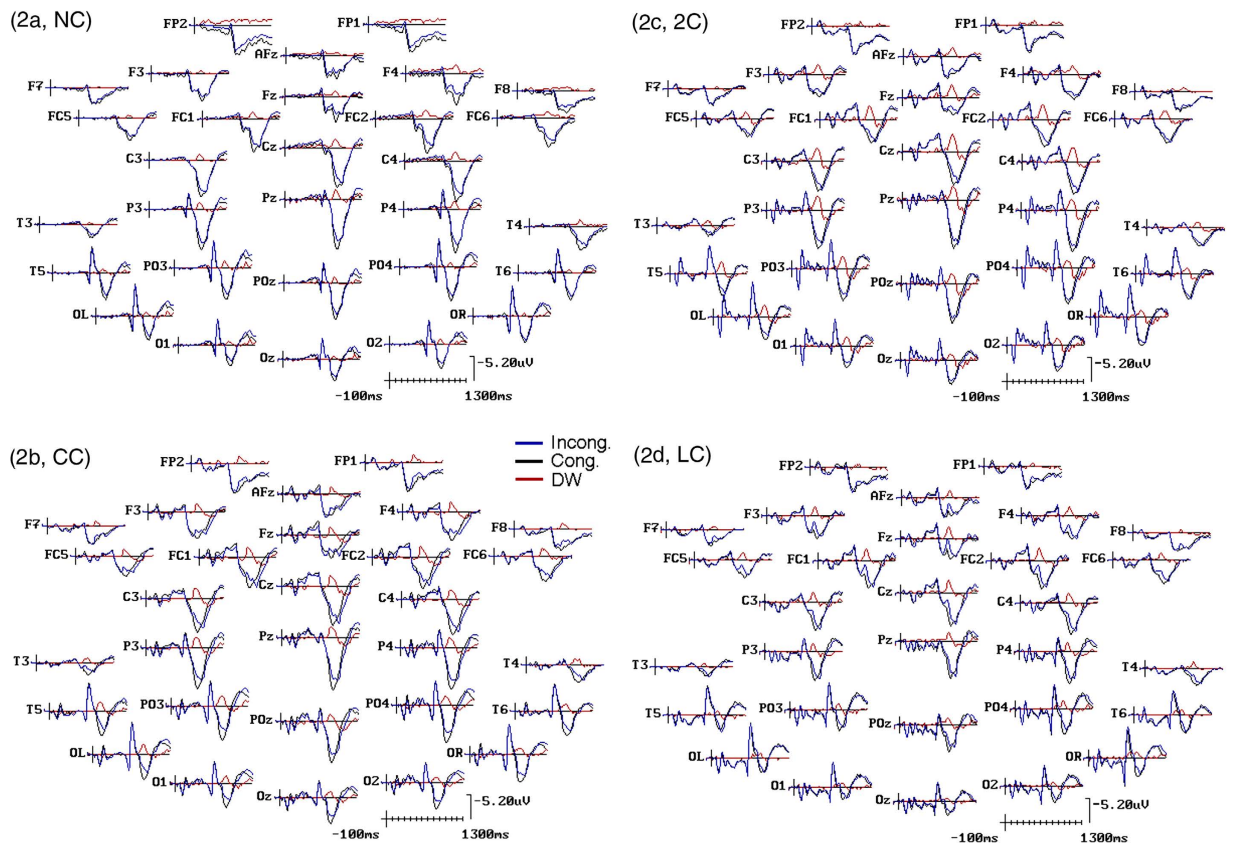 (2a, NC)
FP2 FP1
AFz
F3 F4
F7 Fz F8
FC5 FC1 FC2 FC6
Cz
C3 C4
Pz
P3 P4
T3 T4
T5 PO3 POz PO4 T6
OL OR
O1 Oz O2
-5.20uV
-100ms 1300ms
(2c, 2C)
FP2 FP1
AFz
F3 F4
F7 Fz F8
FC5 FC1 FC2 FC6
Cz
C3 C4
Pz
P3 P4
T3 T4
T5 PO3 POz PO4 T6
OL OR
O1 Oz O2
-5.20uV
-100ms 1300ms
(2b, CC)
Incong.
Cong.
DW
FP2 FP1
AFz
F3 F4
F7 Fz F8
FC5 FC1 FC2 FC6
Cz
C3 C4
Pz
P3 P4
T3 T4
T5 PO3 POz PO4 T6
OL OR
O1 Oz O2
-5.20uV
-100ms 1300ms
(2d, LC)
FP2 FP1
AFz
F3 F4
F7 Fz F8
FC5 FC1 FC2 FC6
Cz
C3 C4
Pz
P3 P4
T3 T4
T5 PO3 POz PO4 T6
OL OR
O1 Oz O2
-5.20uV
-100ms 1300ms